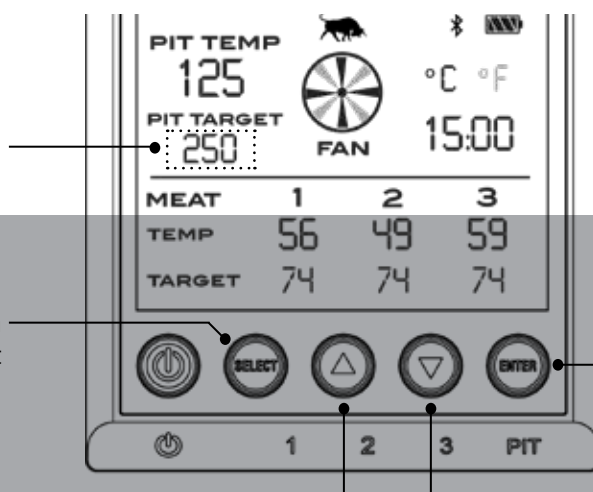 PIT TEMP
125
°C °F
PIT TARGET
250
FAN
15:00
MEAT 1 2 3
TEMP 56 49 59
TARGET 74 74 74
SELECT
ENTER
1 2 3 PIT